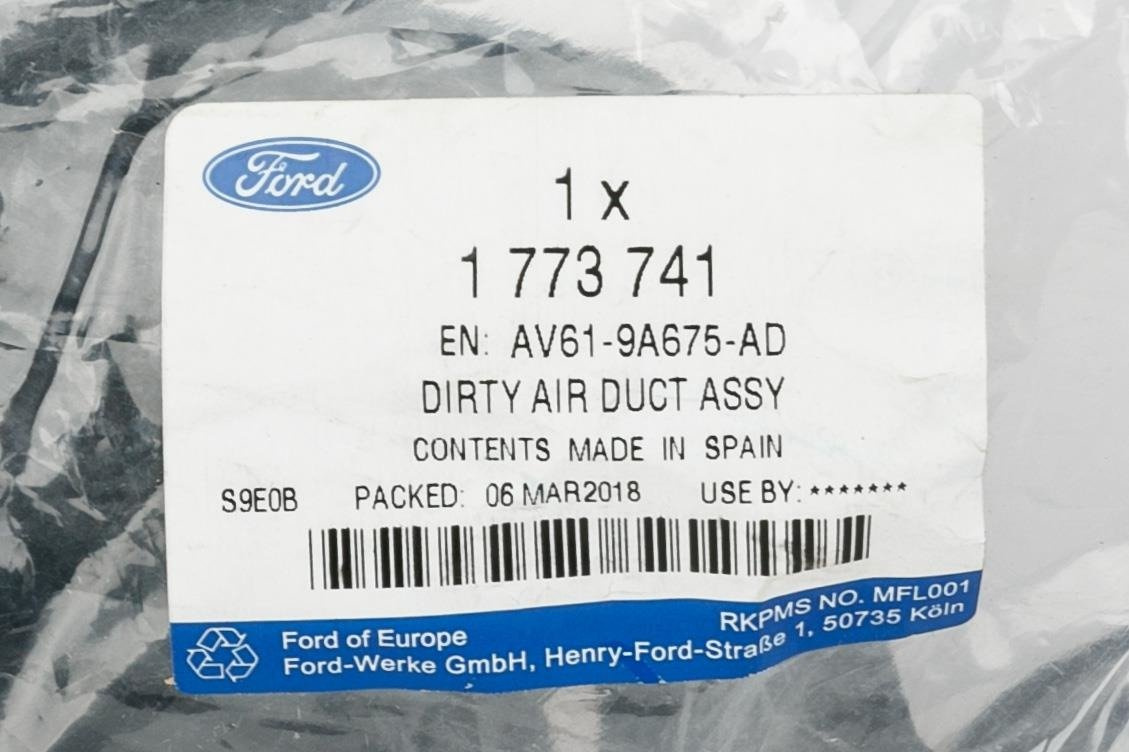 Ford
1 x
1 773 741
EN: AV61-9A675-AD
DIRTY AIR DUCT ASSY
CONTENTS MADE IN SPAIN
S9E0B PACKED: 06 MAR2018 USE BY: *******
RKPMS NO. MFL001
Ford of Europe
Ford-Werke GmbH, Henry-Ford-Straße 1, 50735 Köln